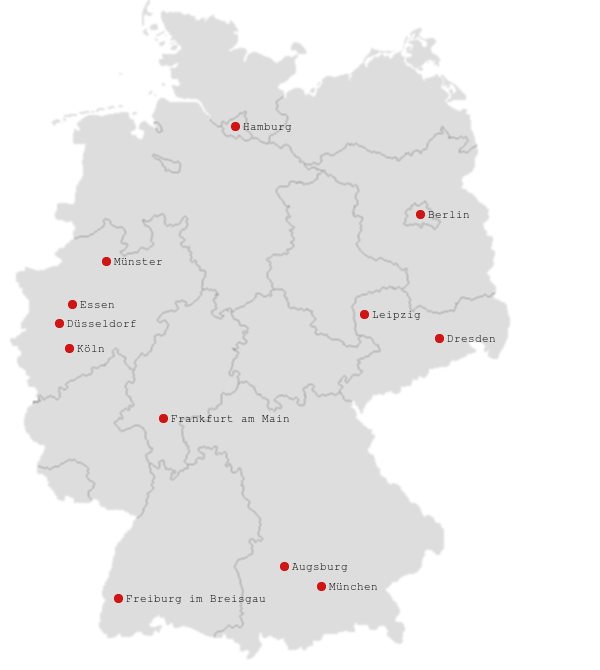 Hamburg
Berlin
Münster
Essen
Leipzig
Düsseldorf
Dresden
Köln
Frankfurt am Main
Augsburg
München
Freiburg im Breisgau